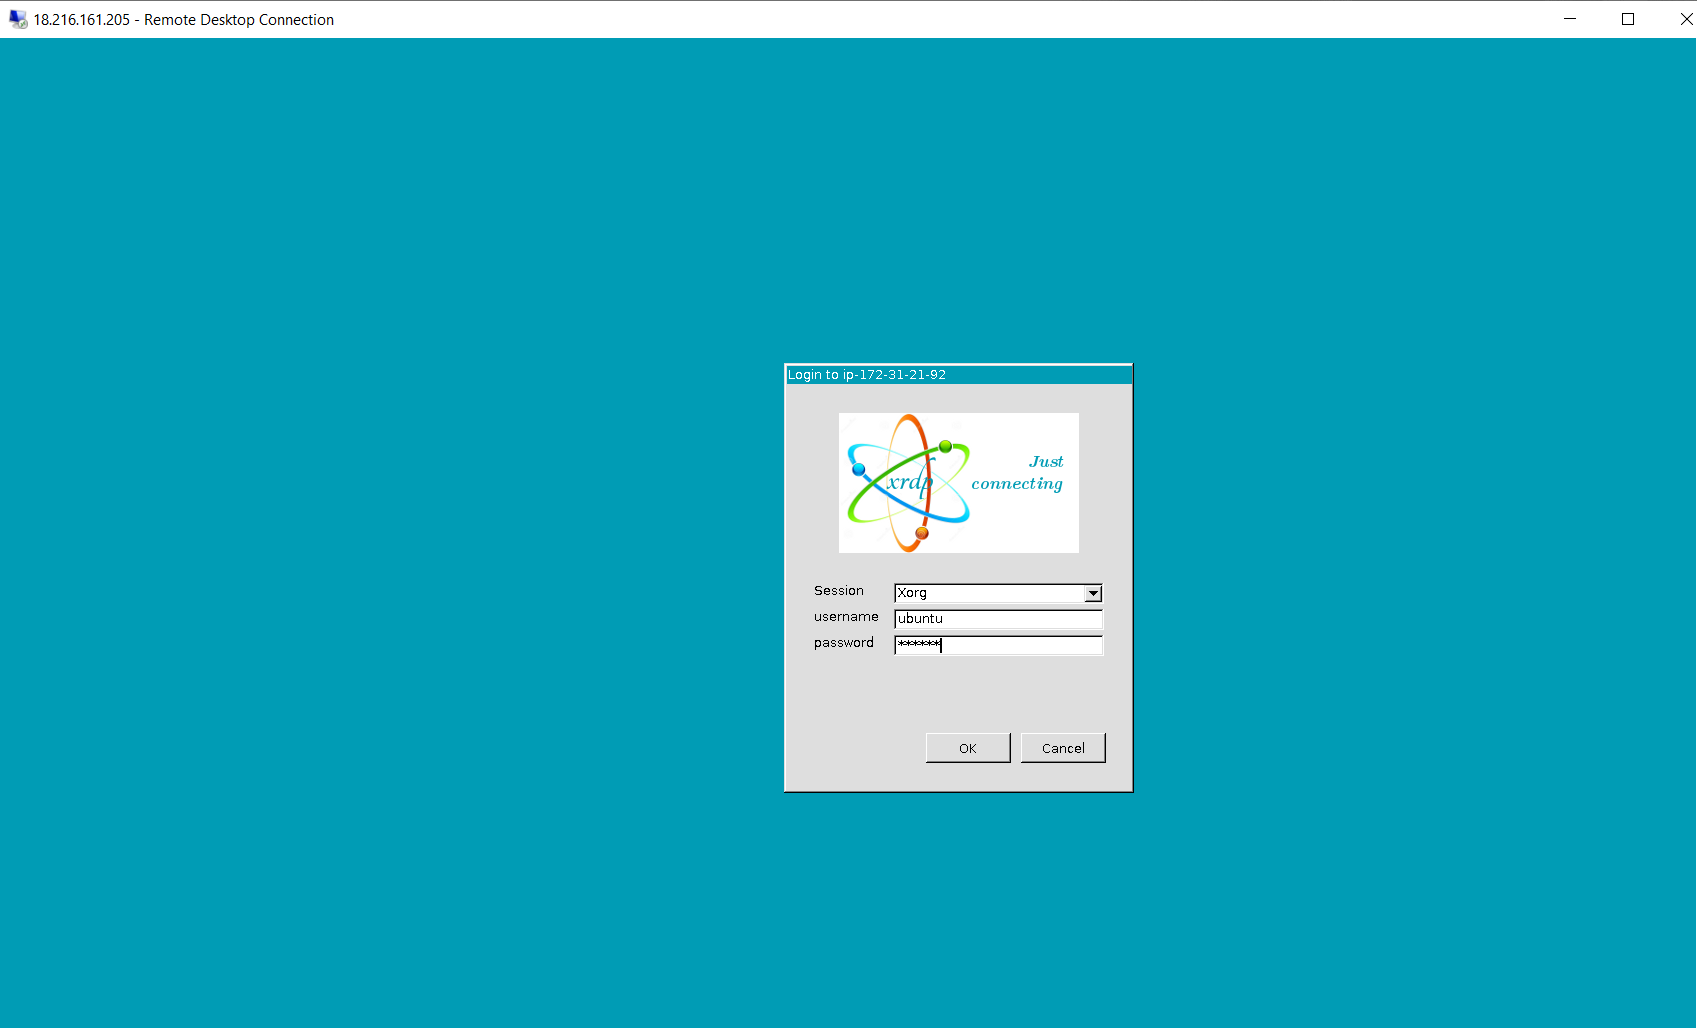 18.216.161.205 - Remote Desktop Connection
Login to ip-172-31-21-92
xrdp
Just
connecting
Session Xorg
username ubuntu
password ******
OK Cancel